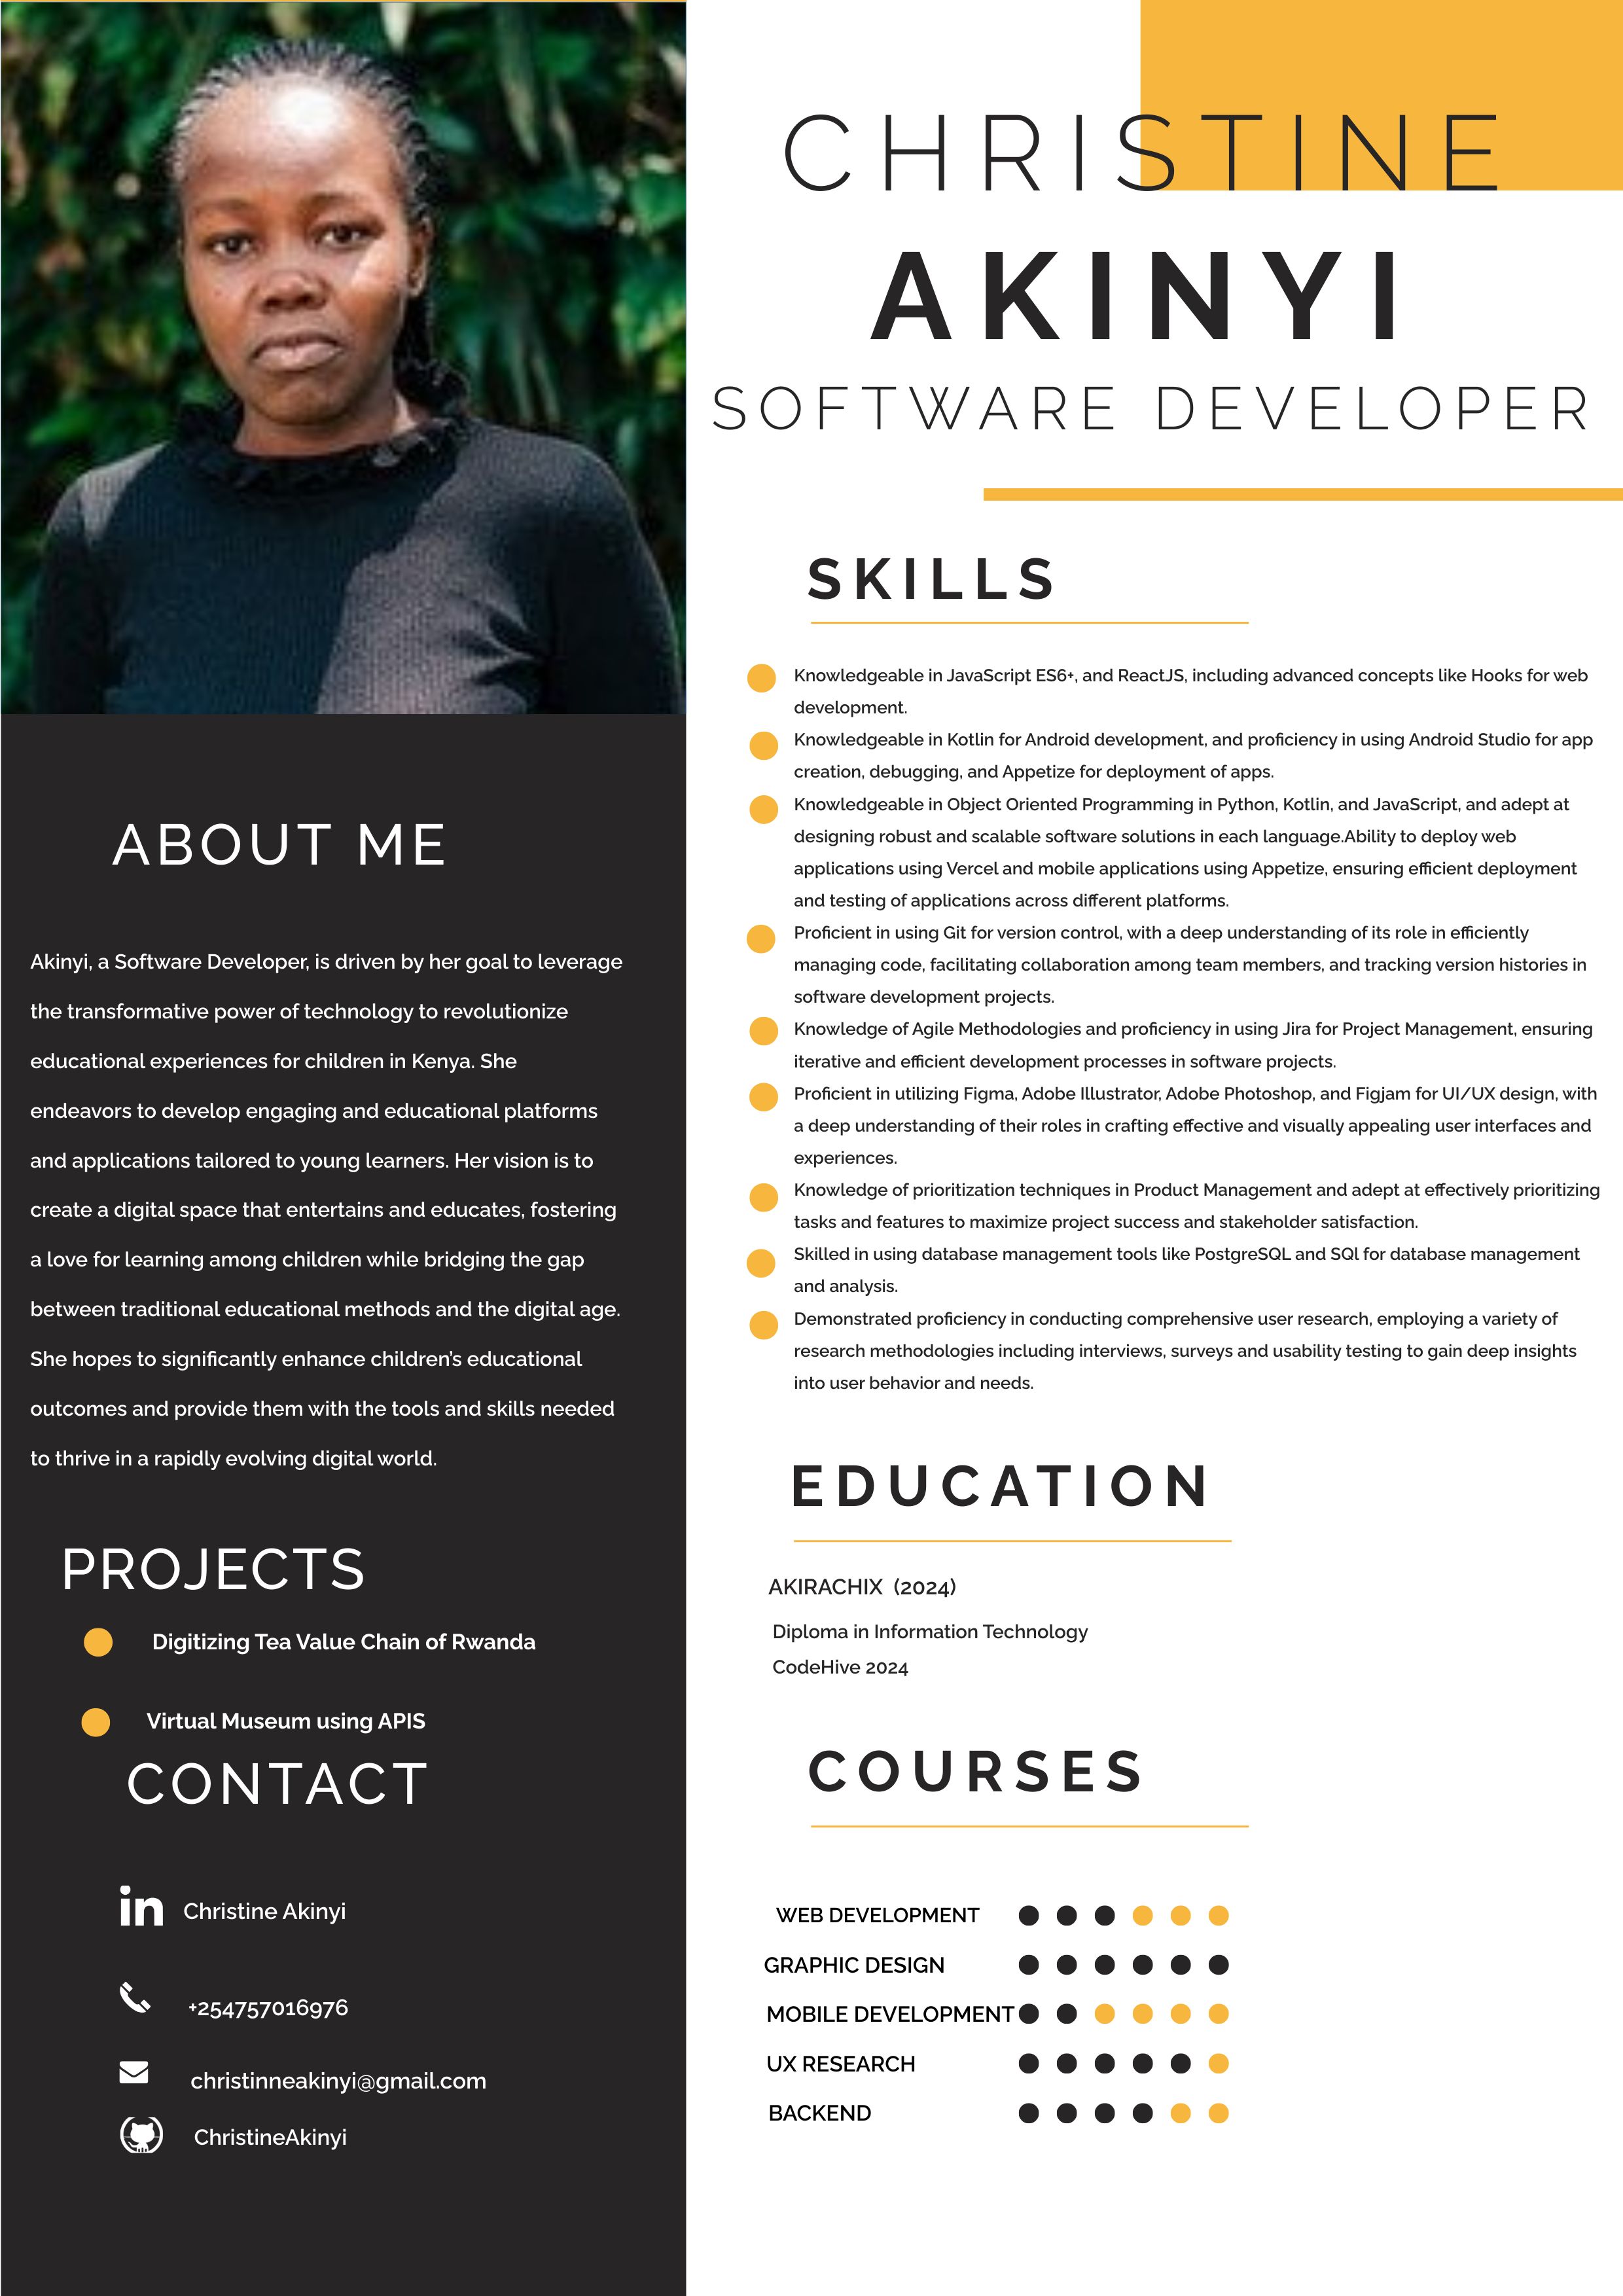 CHRISTINE
AKINYI
SOFTWARE DEVELOPER
ABOUT ME
Akinyi, a Software Developer, is driven by her goal to leverage
the transformative power of technology to revolutionize
educational experiences for children in Kenya. She
endeavors to develop engaging and educational platforms
and applications tailored to young learners. Her vision is to
create a digital space that entertains and educates, fostering
a love for learning among children while bridging the gap
between traditional educational methods and the digital age.
She hopes to significantly enhance children's educational
outcomes and provide them with the tools and skills needed
to thrive in a rapidly evolving digital world.
PROJECTS
Digitizing Tea Value Chain of Rwanda
Virtual Museum using APIS
CONTACT
in Christine Akinyi
+254757016976
christinneakinyi@gmail.com
ChristineAkinyi
SKILLS
Knowledgeable in JavaScript ES6+, and ReactJS, including advanced concepts like Hooks for web
development.
Knowledgeable in Kotlin for Android development, and proficiency in using Android Studio for app
creation, debugging, and Appetize for deployment of apps.
Knowledgeable in Object Oriented Programming in Python, Kotlin, and JavaScript, and adept at
designing robust and scalable software solutions in each language.Ability to deploy web
applications using Vercel and mobile applications using Appetize, ensuring efficient deployment
and testing of applications across different platforms.
Proficient in using Git for version control, with a deep understanding of its role in efficiently
managing code, facilitating collaboration among team members, and tracking version histories in
software development projects.
Knowledge of Agile Methodologies and proficiency in using Jira for Project Management, ensuring
iterative and efficient development processes in software projects.
Proficient in utilizing Figma, Adobe Illustrator, Adobe Photoshop, and Figjam for UI/UX design, with
a deep understanding of their roles in crafting effective and visually appealing user interfaces and
experiences.
Knowledge of prioritization techniques in Product Management and adept at effectively prioritizing
tasks and features to maximize project success and stakeholder satisfaction.
Skilled in using database management tools like PostgreSQL and SQl for database management
and analysis.
Demonstrated proficiency in conducting comprehensive user research, employing a variety of
research methodologies including interviews, surveys and usability testing to gain deep insights
into user behavior and needs.
EDUCATION
AKIRACHIX (2024)
Diploma in Information Technology
CodeHive 2024
COURSES
WEB DEVELOPMENT
GRAPHIC DESIGN
MOBILE DEVELOPMENT
UX RESEARCH
BACKEND